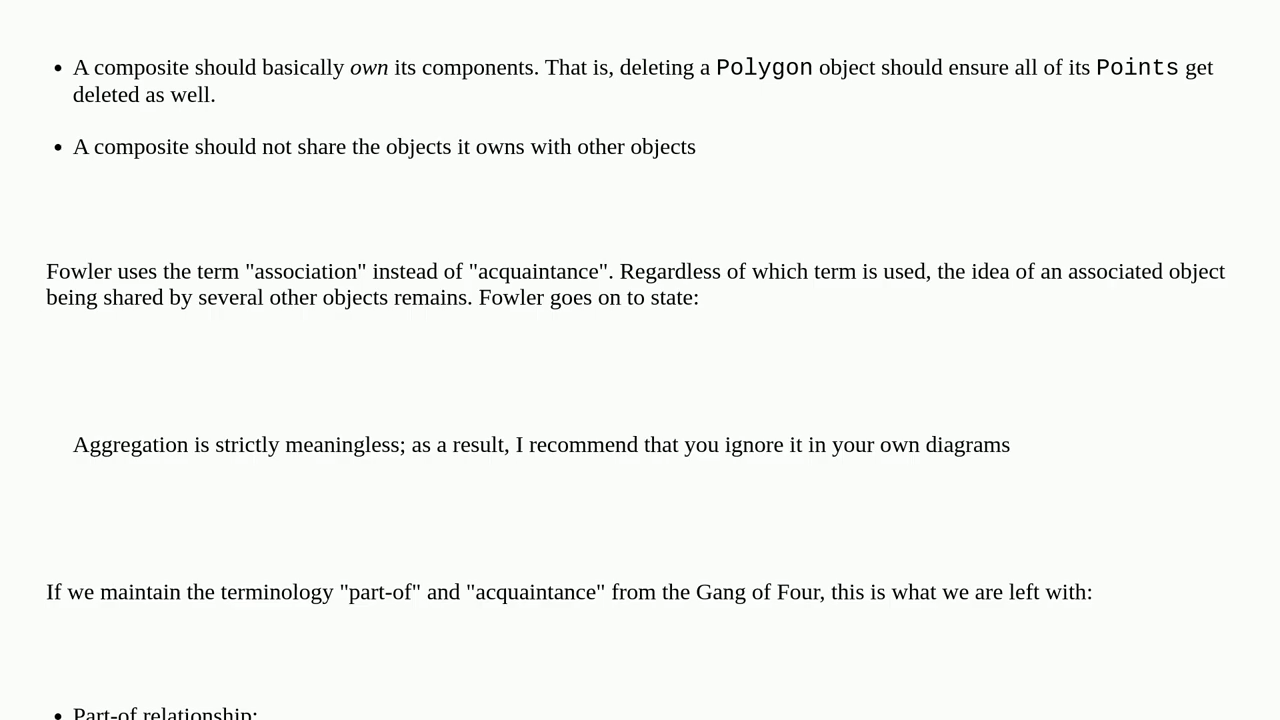 • A composite should basically own its components. That is, deleting a Polygon object should ensure all of its Points get
deleted as well.
• A composite should not share the objects it owns with other objects
Fowler uses the term "association" instead of "acquaintance". Regardless of which term is used, the idea of an associated object
being shared by several other objects remains. Fowler goes on to state:
Aggregation is strictly meaningless; as a result, I recommend that you ignore it in your own diagrams
If we maintain the terminology "part-of" and "acquaintance" from the Gang of Four, this is what we are left with:
• Part-of relationship: